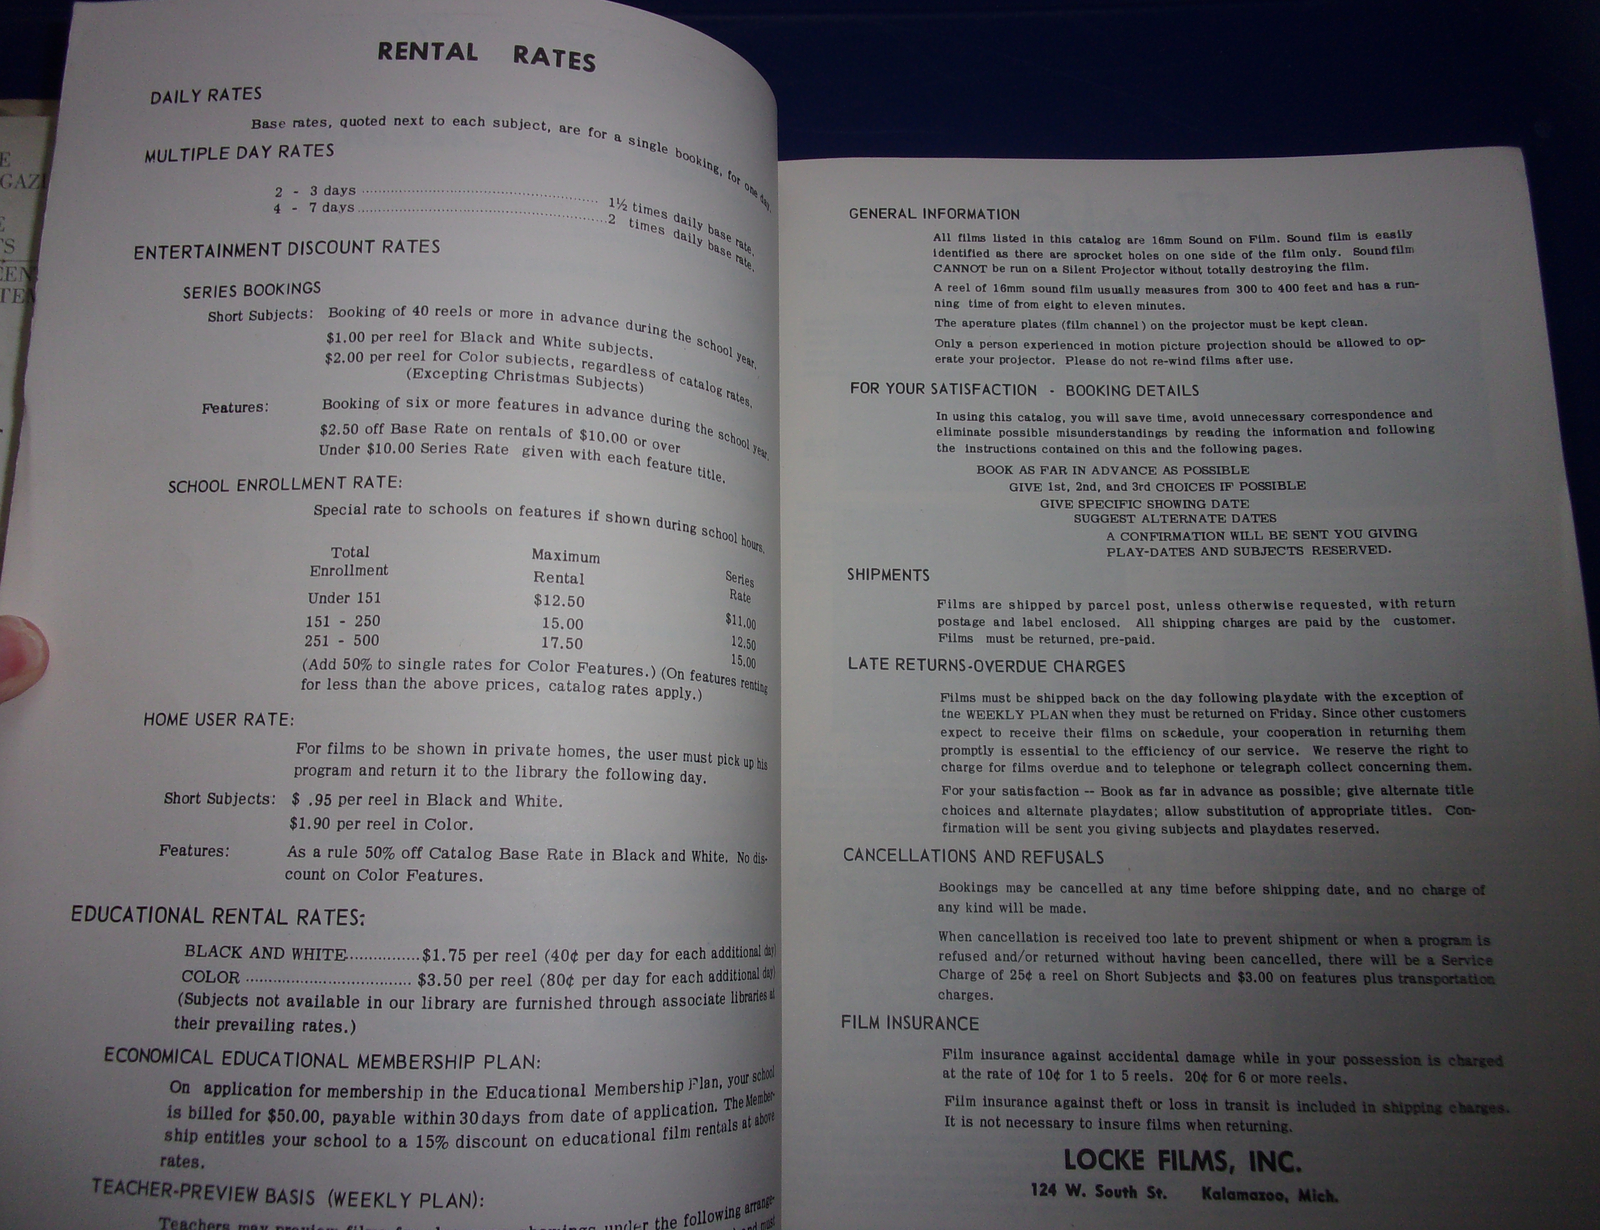 RENTAL RATES
DAILY RATES
Base rates, quoted next to each subject, are for a single booking, for one day.
MULTIPLE DAY RATES
2 - 3 days ........................................ 1½ times daily base rate.
4 - 7 days ........................................ 2 times daily base rate.
ENTERTAINMENT DISCOUNT RATES
SERIES BOOKINGS
Short Subjects: Booking of 40 reels or more in advance during the school year.
$1.00 per reel for Black and White subjects.
$2.00 per reel for Color subjects, regardless of catalog rates.
(Excepting Christmas Subjects)
Features: Booking of six or more features in advance during the school year.
$2.50 off Base Rate on rentals of $10.00 or over
Under $10.00 Series Rate given with each feature title.
SCHOOL ENROLLMENT RATE:
Special rate to schools on features if shown during school hours.
Total Maximum Series
Enrollment Rental Rate
Under 151 $12.50 $11.00
151 - 250 15.00 12.50
251 - 500 17.50 15.00
(Add 50% to single rates for Color Features.) (On features renting
for less than the above prices, catalog rates apply.)
HOME USER RATE:
For films to be shown in private homes, the user must pick up his
program and return it to the library the following day.
Short Subjects: $ .95 per reel in Black and White.
$1.90 per reel in Color.
Features: As a rule 50% off Catalog Base Rate in Black and White. No dis-
count on Color Features.
EDUCATIONAL RENTAL RATES:
BLACK AND WHITE...............$1.75 per reel (40¢ per day for each additional day)
COLOR ................................... $3.50 per reel (80¢ per day for each additional day)
(Subjects not available in our library are furnished through associate libraries at
their prevailing rates.)
ECONOMICAL EDUCATIONAL MEMBERSHIP PLAN:
On application for membership in the Educational Membership Plan, your school
is billed for $50.00, payable within 30 days from date of application. The Member-
ship entitles your school to a 15% discount on educational film rentals at above
rates.
TEACHER-PREVIEW BASIS (WEEKLY PLAN):
Teachers may under the following arrange-
and must
GENERAL INFORMATION
All films listed in this catalog are 16mm Sound on Film. Sound film is easily
identified as there are sprocket holes on one side of the film only. Sound film
CANNOT be run on a Silent Projector without totally destroying the film.
A reel of 16mm sound film usually measures from 300 to 400 feet and has a run-
ning time of from eight to eleven minutes.
The aperature plates (film channel) on the projector must be kept clean.
Only a person experienced in motion picture projection should be allowed to op-
erate your projector. Please do not re-wind films after use.
FOR YOUR SATISFACTION - BOOKING DETAILS
In using this catalog, you will save time, avoid unnecessary correspondence and
eliminate possible misunderstandings by reading the information and following
the instructions contained on this and the following pages.
BOOK AS FAR IN ADVANCE AS POSSIBLE
GIVE 1st, 2nd, and 3rd CHOICES IF POSSIBLE
GIVE SPECIFIC SHOWING DATE
SUGGEST ALTERNATE DATES
A CONFIRMATION WILL BE SENT YOU GIVING
PLAY-DATES AND SUBJECTS RESERVED.
SHIPMENTS
Films are shipped by parcel post, unless otherwise requested, with return
postage and label enclosed. All shipping charges are paid by the customer.
Films must be returned, pre-paid.
LATE RETURNS-OVERDUE CHARGES
Films must be shipped back on the day following playdate with the exception of
tne WEEKLY PLAN when they must be returned on Friday. Since other customers
expect to receive their films on schedule, your cooperation in returning them
promptly is essential to the efficiency of our service. We reserve the right to
charge for films overdue and to telephone or telegraph collect concerning them.
For your satisfaction -- Book as far in advance as possible; give alternate title
choices and alternate playdates; allow substitution of appropriate titles. Con-
firmation will be sent you giving subjects and playdates reserved.
CANCELLATIONS AND REFUSALS
Bookings may be cancelled at any time before shipping date, and no charge of
any kind will be made.
When cancellation is received too late to prevent shipment or when a program is
refused and/or returned without having been cancelled, there will be a Service
Charge of 25¢ a reel on Short Subjects and $3.00 on features plus transportation
charges.
FILM INSURANCE
Film insurance against accidental damage while in your possession is charged
at the rate of 10¢ for 1 to 5 reels. 20¢ for 6 or more reels.
Film insurance against theft or loss in transit is included in shipping charges.
It is not necessary to insure films when returning.
LOCKE FILMS, INC.
124 W. South St. Kalamazoo, Mich.